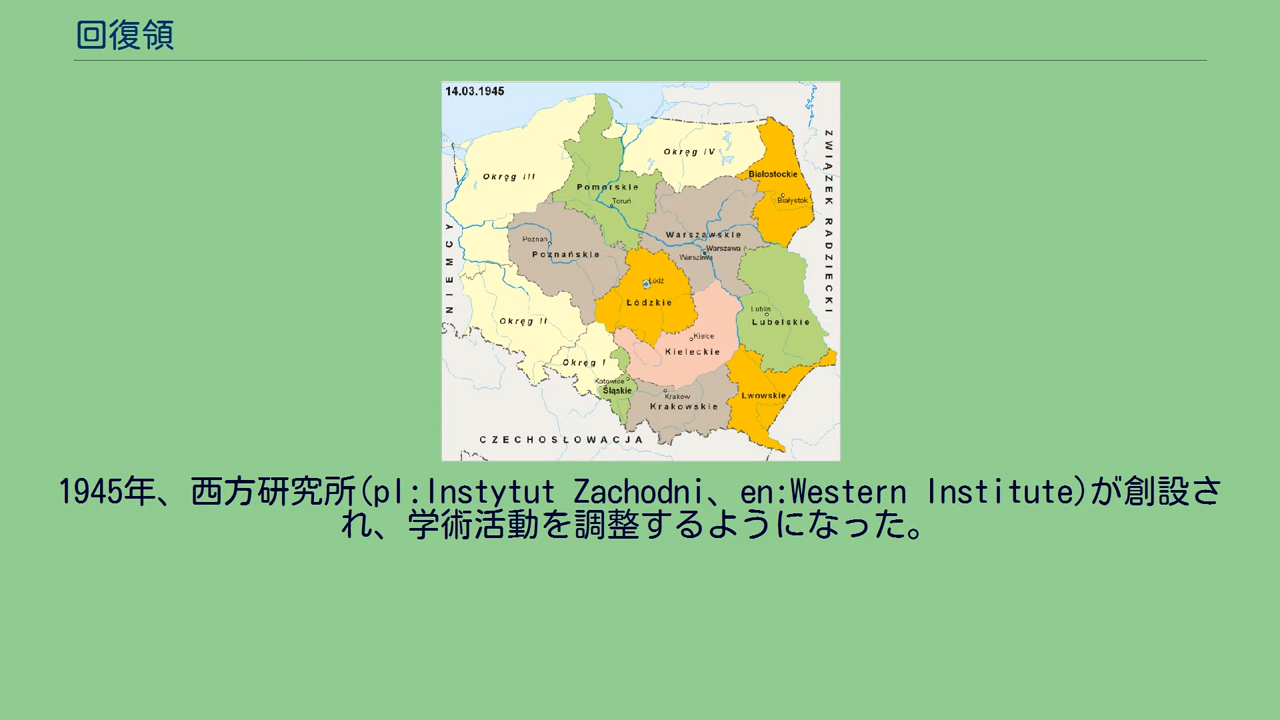 回復領
14.03.1945
Okręg III
Okręg IV
Pomorskie
Toruń
Białostockie
Białystok
ZWIĄZEK RADZIECKI
NIEMCY
Poznań
Poznańskie
Warszawskie
Warszawa
Warszawa
Łódź
Łódzkie
Okręg II
Lublin
Lubelskie
Kielce
Kieleckie
Okręg I
Katowice
Śląskie
Kraków
Krakowskie
Lwowskie
CZECHOSŁOWACJA
1945年、西方研究所(pl:Instytut Zachodni、en:Western Institute)が創設さ
れ、学術活動を調整するようになった。